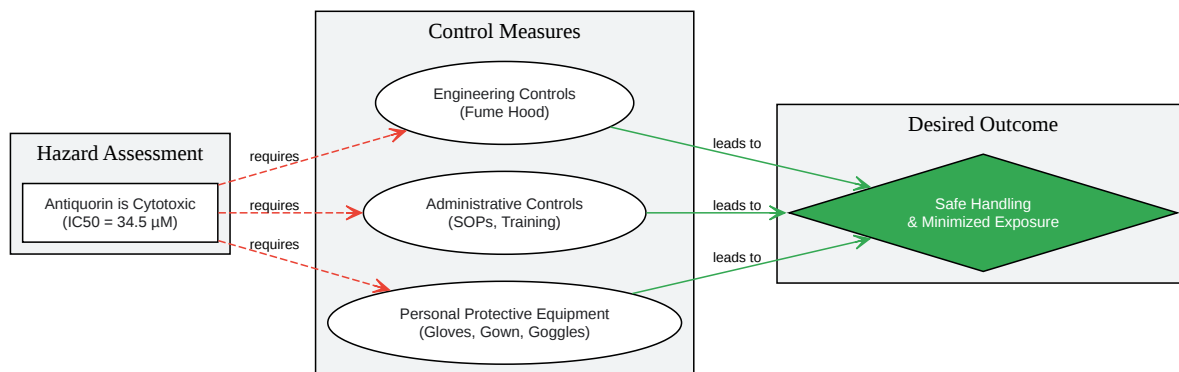 Hazard Assessment
Antiquorin is Cytotoxic
(IC50 = 34.5 µM)
requires
requires
requires
Control Measures
Engineering Controls
(Fume Hood)
Administrative Controls
(SOPs, Training)
Personal Protective Equipment
(Gloves, Gown, Goggles)
leads to
leads to
leads to
Desired Outcome
Safe Handling
& Minimized Exposure